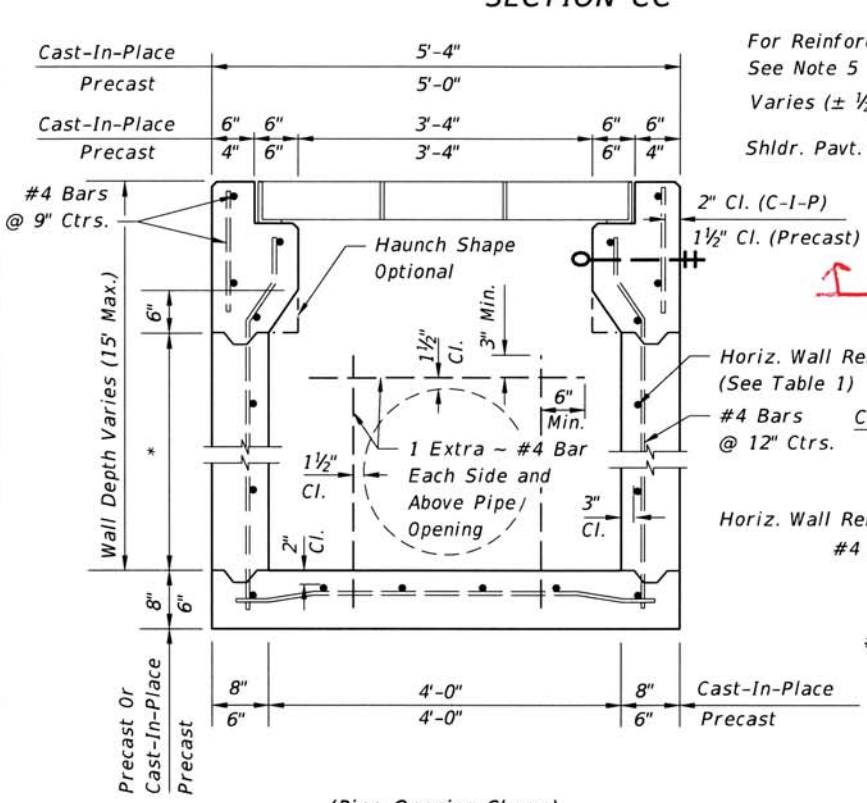 SECTION CC
Cast-In-Place
5'-4"
Precast
5'-0"
For Reinfor
See Note 5
Varies (± ½
Cast-In-Place
6" 6" 3'-4" 6" 6"
Precast
4" 6" 3'-4" 6" 4"
Shldr. Pavt.
#4 Bars
@ 9" Ctrs.
2" Cl. (C-I-P)
1½" Cl. (Precast)
Haunch Shape
Optional
Wall Depth Varies (15' Max.)
6"
*
1½"
Cl.
3" Min.
6"
Min.
Horiz. Wall Re
(See Table 1)
#4 Bars
@ 12" Ctrs.
C
1 Extra ~ #4 Bar
Each Side and
Above Pipe
Opening
1½"
Cl.
3"
Cl.
2"
Cl.
Horiz. Wall Re
#4
8"
6"
Precast Or
Cast-In-Place
Precast
8" 4'-0" 8"
Cast-In-Place
6" 4'-0" 6"
Precast